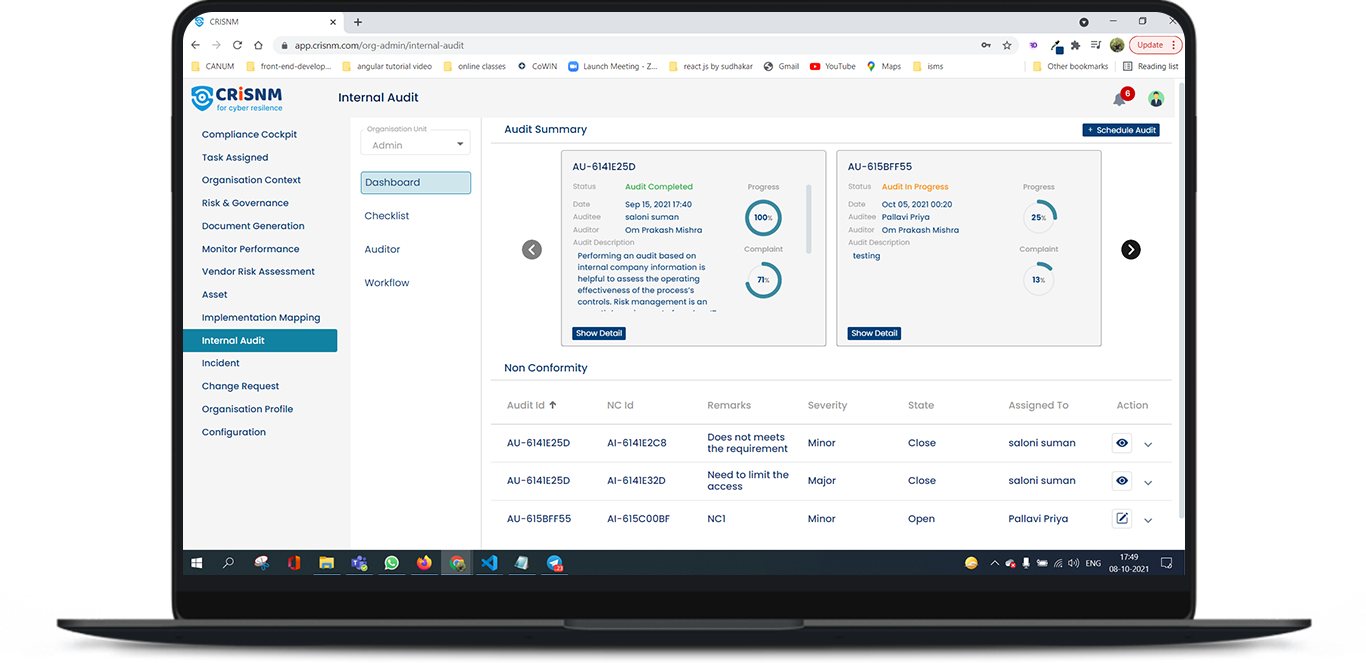 CRISNM
app.crisnm.com/org-admin/internal-audit
Update
CANUM
front-end-develop...
angular tutorial video
online classes
CoWIN
Launch Meeting - Z...
react js by sudhakar
Gmail
YouTube
Maps
isms
Other bookmarks
Reading list
CRiSNM
for cyber resilence
Internal Audit
6
Compliance Cockpit
Task Assigned
Organisation Context
Risk & Governance
Document Generation
Monitor Performance
Vendor Risk Assessment
Asset
Implementation Mapping
Internal Audit
Incident
Change Request
Organisation Profile
Configuration
Organisation Unit
Admin
Dashboard
Checklist
Auditor
Workflow
Audit Summary
+ Schedule Audit
AU-6141E25D
Status Audit Completed
Date Sep 15, 2021 17:40
Auditee saloni suman
Auditor Om Prakash Mishra
Audit Description
Performing an audit based on
internal company information is
helpful to assess the operating
effectiveness of the process's
controls. Risk management is an
Progress
100%
Complaint
71%
Show Detail
AU-615BFF55
Status Audit In Progress
Date Oct 05, 2021 00:20
Auditee Pallavi Priya
Auditor Om Prakash Mishra
Audit Description
testing
Progress
25%
Complaint
13%
Show Detail
Non Conformity
Audit Id NC Id Remarks Severity State Assigned To Action
AU-6141E25D AI-6141E2C8 Does not meets the requirement Minor Close saloni suman
AU-6141E25D AI-6141E32D Need to limit the access Major Close saloni suman
AU-615BFF55 AI-615C00BF NC1 Minor Open Pallavi Priya
ENG
17:49
08-10-2021